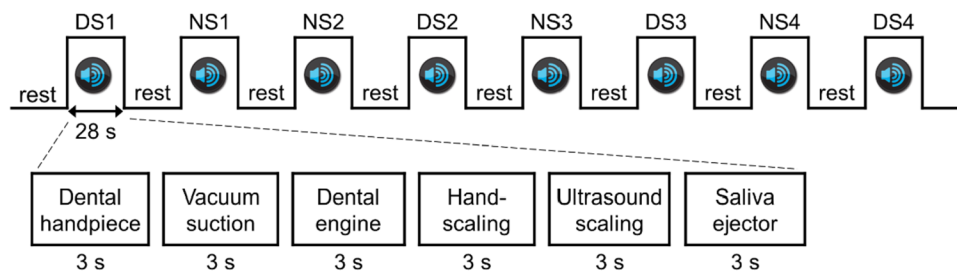 DS1 NS1 NS2 DS2 NS3 DS3 NS4 DS4
rest rest rest rest rest rest rest rest
28 s
Dental Vacuum Dental Hand- Ultrasound Saliva
handpiece suction engine scaling scaling ejector
3 s 3 s 3 s 3 s 3 s 3 s